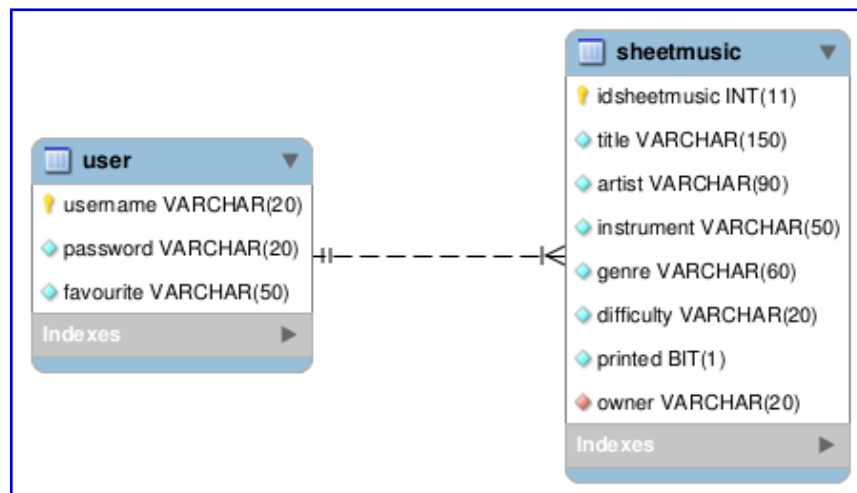 user
username VARCHAR(20)
password VARCHAR(20)
favourite VARCHAR(50)
Indexes
sheetmusic
idsheetmusic INT(11)
title VARCHAR(150)
artist VARCHAR(90)
instrument VARCHAR(50)
genre VARCHAR(60)
difficulty VARCHAR(20)
printed BIT(1)
owner VARCHAR(20)
Indexes